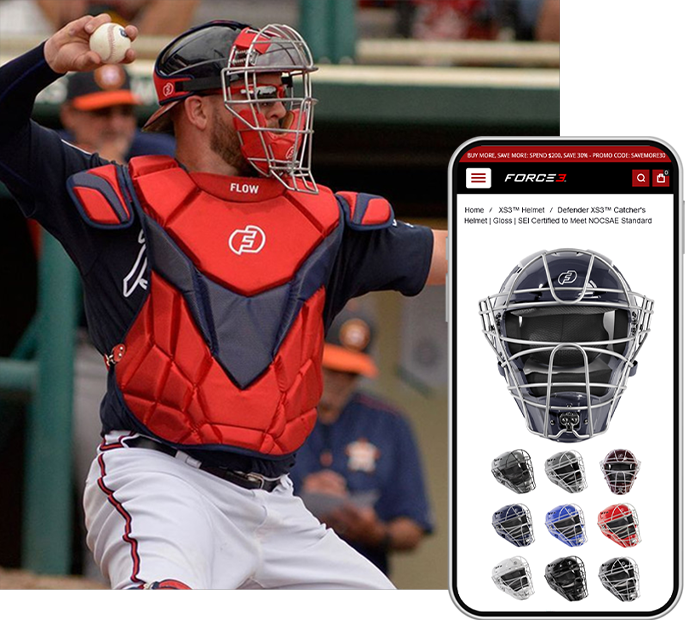 FLOW
BUY MORE, SAVE MORE: SPEND $200, SAVE 30% - PROMO CODE: SAVEMORE30
FORCE3
0
Home / XS3™ Helmet / Defender XS3™ Catcher's
Helmet | Gloss | SEI Certified to Meet NOCSAE Standard